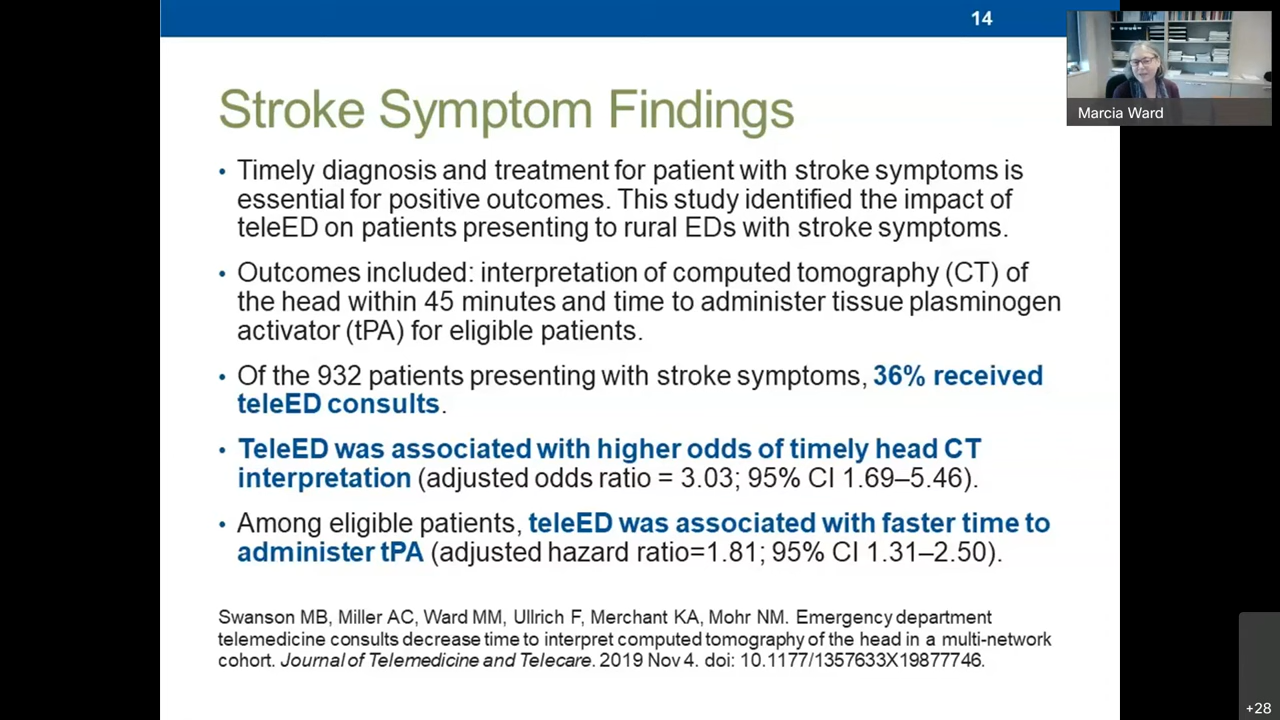 14
Marcia Ward
Stroke Symptom Findings
• Timely diagnosis and treatment for patient with stroke symptoms is
essential for positive outcomes. This study identified the impact of
teleED on patients presenting to rural EDs with stroke symptoms.
• Outcomes included: interpretation of computed tomography (CT) of
the head within 45 minutes and time to administer tissue plasminogen
activator (tPA) for eligible patients.
• Of the 932 patients presenting with stroke symptoms, 36% received
teleED consults.
• TeleED was associated with higher odds of timely head CT
interpretation (adjusted odds ratio = 3.03; 95% CI 1.69–5.46).
• Among eligible patients, teleED was associated with faster time to
administer tPA (adjusted hazard ratio=1.81; 95% CI 1.31–2.50).
Swanson MB, Miller AC, Ward MM, Ullrich F, Merchant KA, Mohr NM. Emergency department
telemedicine consults decrease time to interpret computed tomography of the head in a multi-network
cohort. Journal of Telemedicine and Telecare. 2019 Nov 4. doi: 10.1177/1357633X19877746.
+28